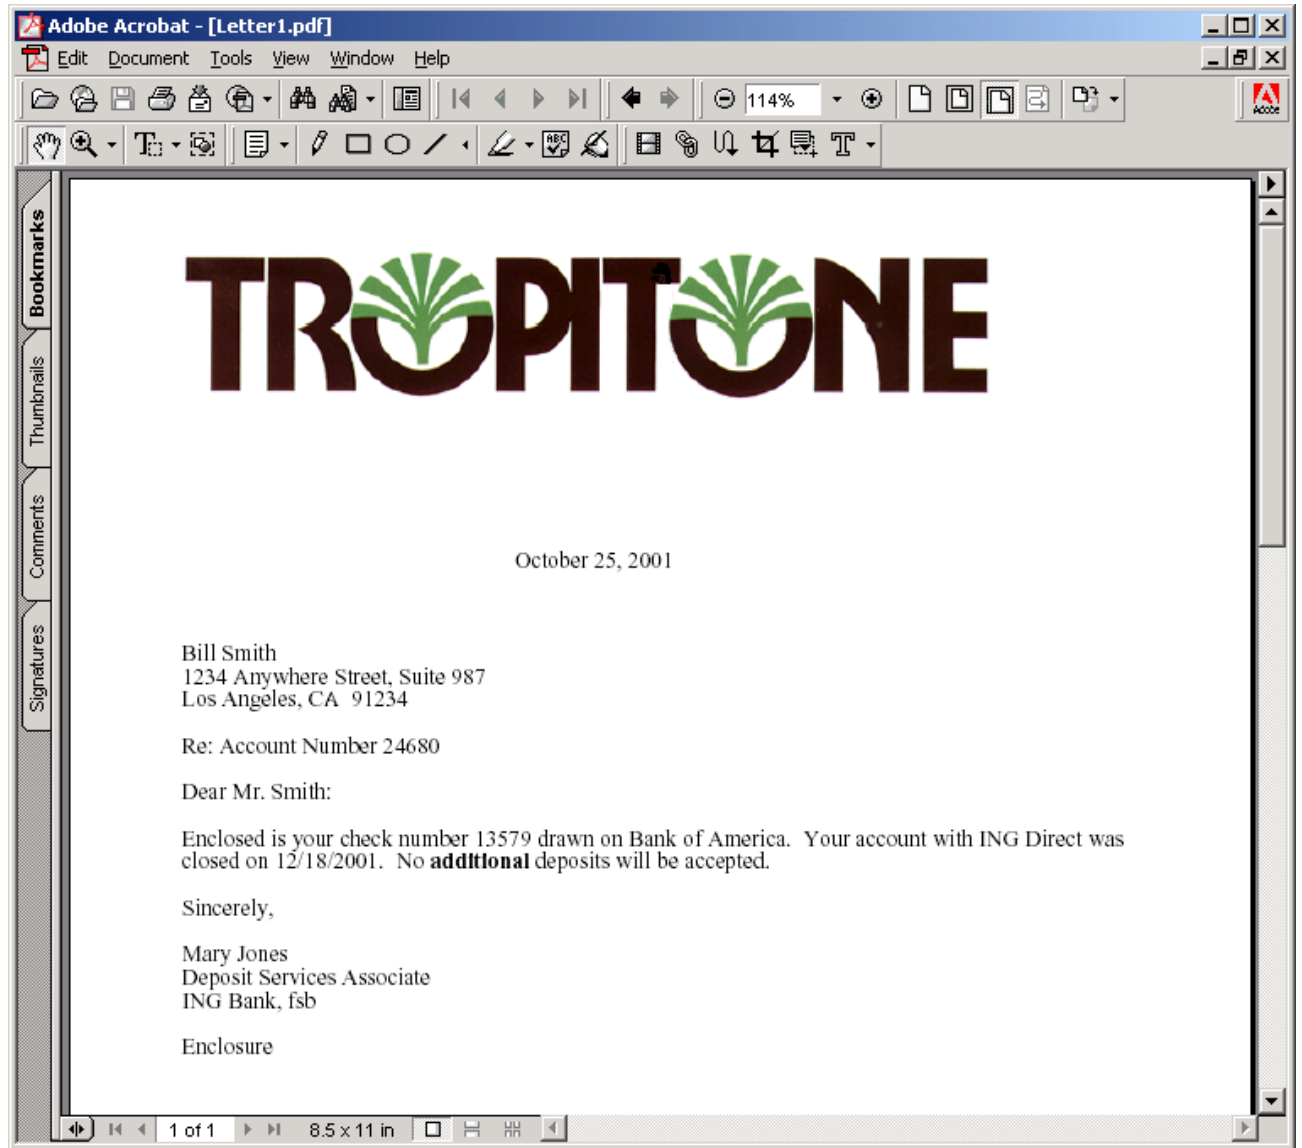 Adobe Acrobat - [Letter1.pdf]
Edit Document Tools View Window Help
114%
Adobe
ABC
Bookmarks
Thumbnails
Comments
Signatures
TROPITONE
October 25, 2001
Bill Smith
1234 Anywhere Street, Suite 987
Los Angeles, CA  91234
Re: Account Number 24680
Dear Mr. Smith:
Enclosed is your check number 13579 drawn on Bank of America.  Your account with ING Direct was
closed on 12/18/2001.  No additional deposits will be accepted.
Sincerely,
Mary Jones
Deposit Services Associate
ING Bank, fsb
Enclosure
1 of 1 8.5 x 11 in